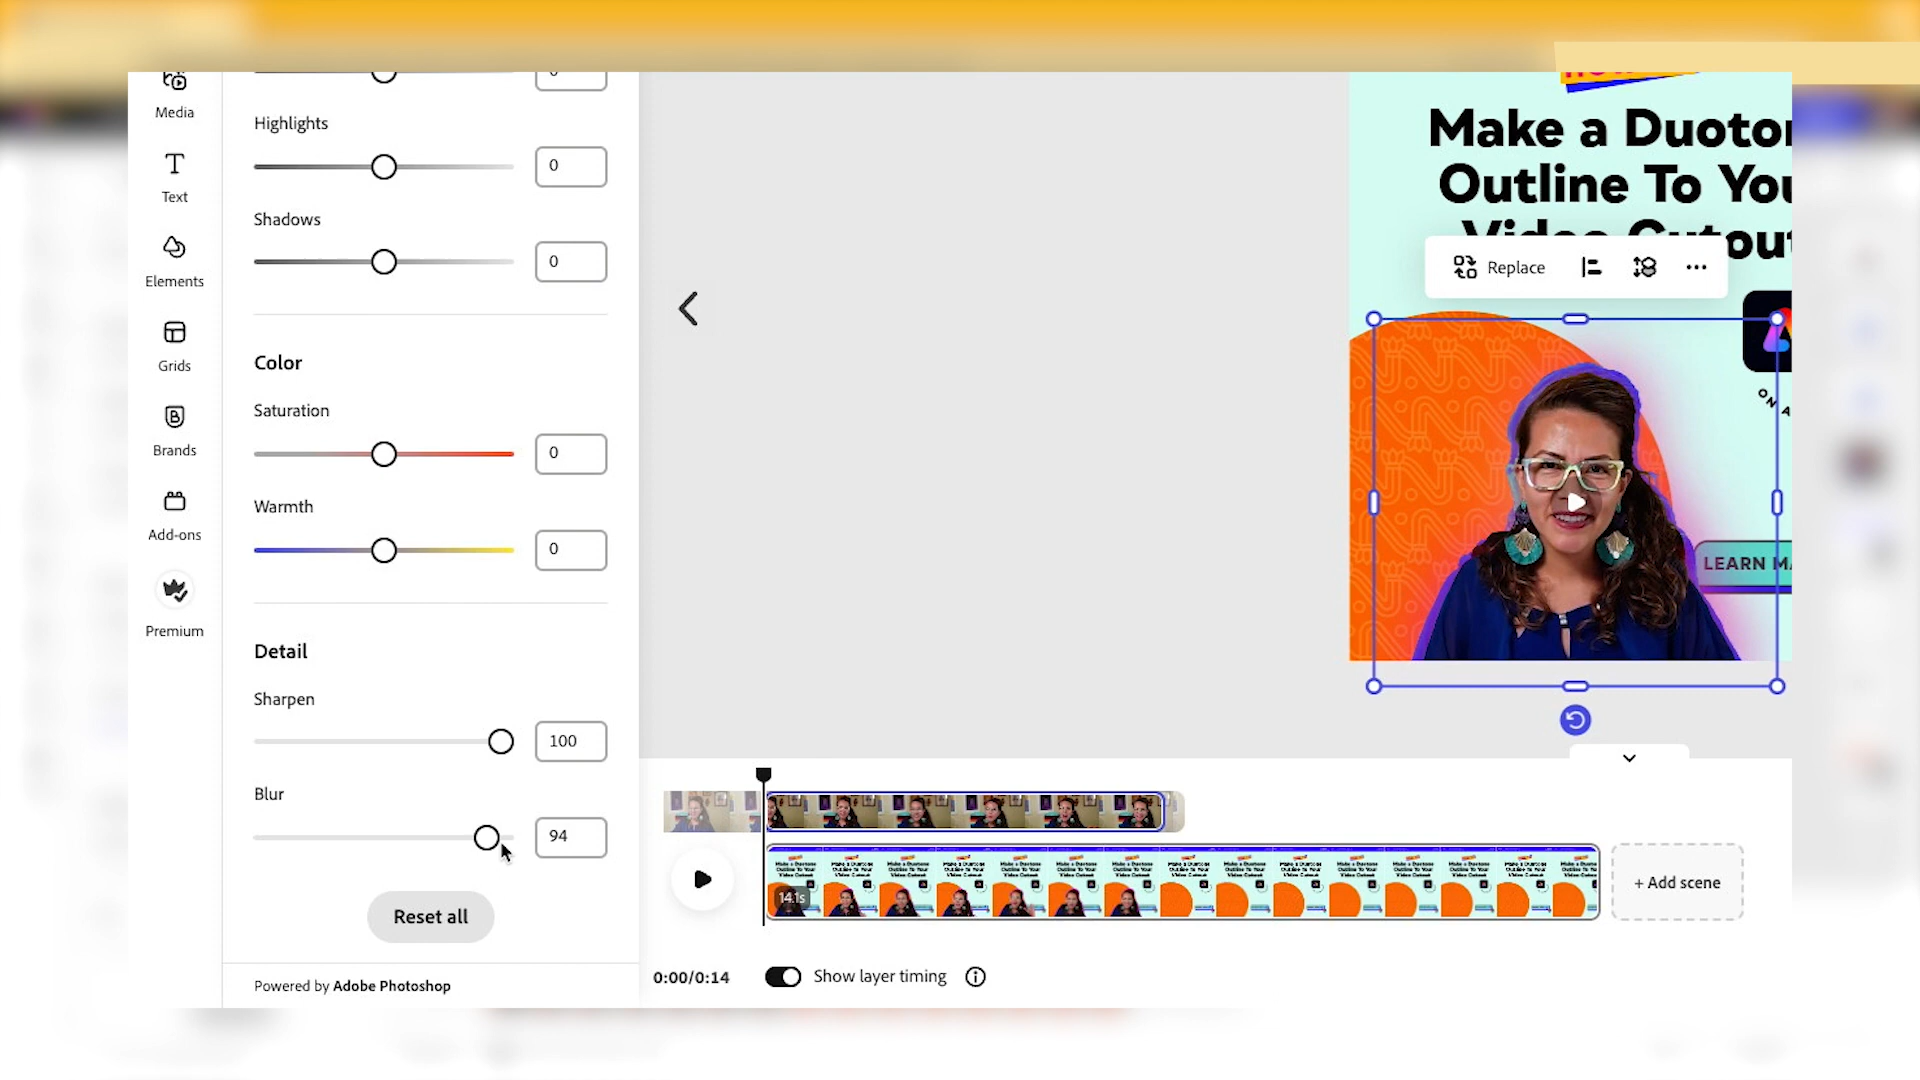 Media
Text
Elements
Grids
Brands
Add-ons
Premium
Highlights
0
Shadows
0
Color
Saturation
0
Warmth
0
Detail
Sharpen
100
Blur
94
Reset all
Powered by Adobe Photoshop
Make a
Outline To
Replace
ON A
LEARN
14.1s
+ Add scene
0:00/0:14
Show layer timing